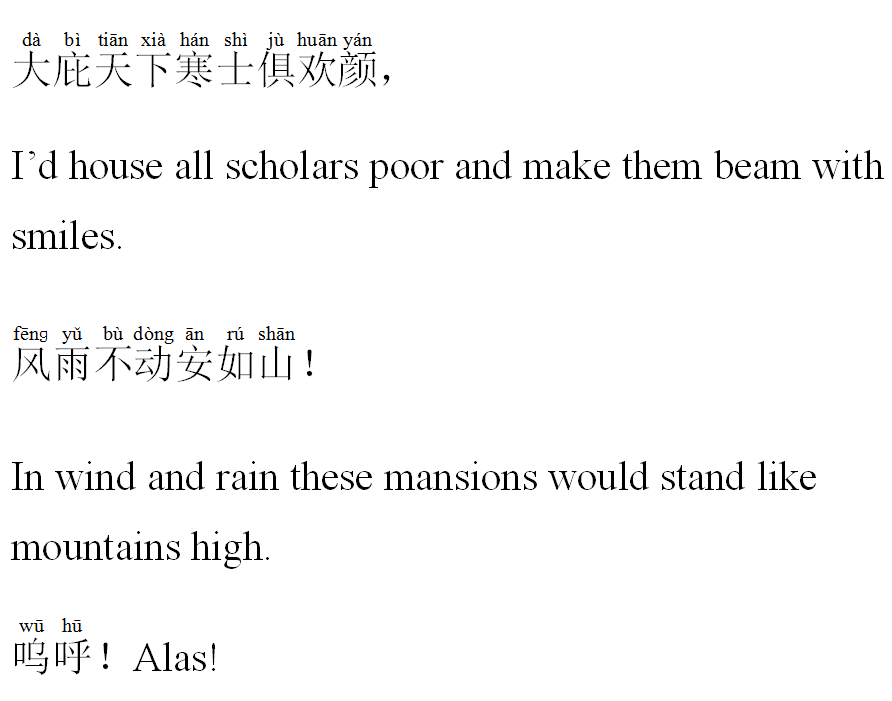 dà bì tiān xià hán shì jù huān yán
大庇天下寒士俱欢颜，
I’d house all scholars poor and make them beam with
smiles.
fēng yǔ bù dòng ān rú shān
风雨不动安如山！
In wind and rain these mansions would stand like
mountains high.
wū hū
呜呼！Alas!